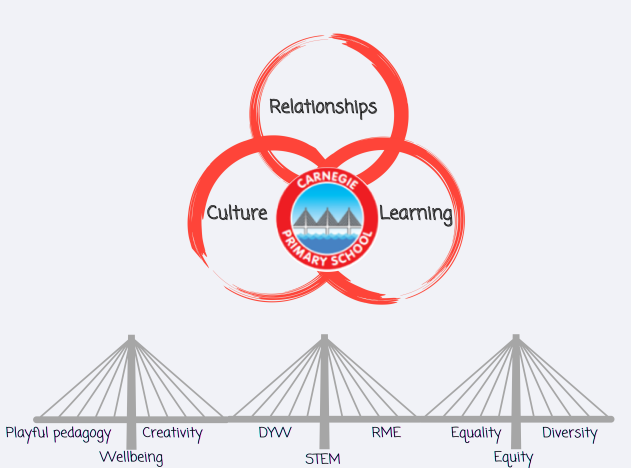 Relationships
Culture
Learning
CARNEGIE
PRIMARY SCHOOL
Playful pedagogy
Creativity
DYW
RME
Equality
Diversity
Wellbeing
STEM
Equity